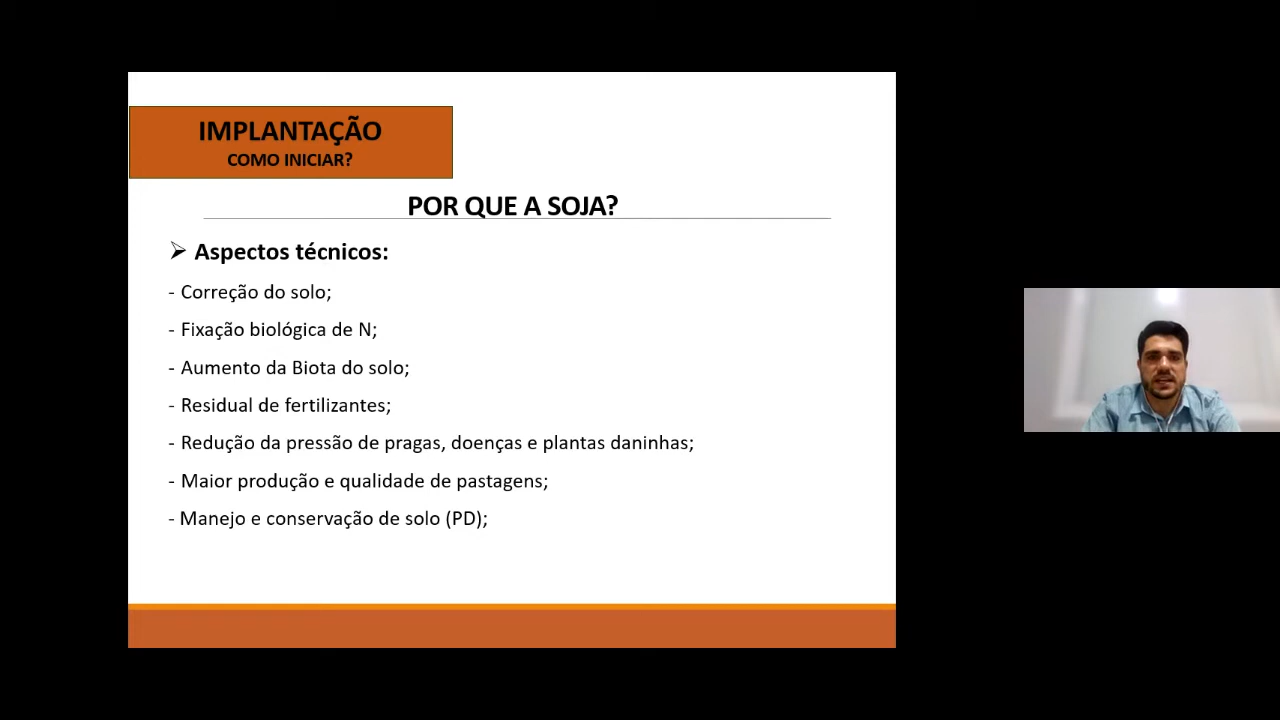 IMPLANTAÇÃO
COMO INICIAR?
POR QUE A SOJA?
Aspectos técnicos:
- Correção do solo;
- Fixação biológica de N;
- Aumento da Biota do solo;
- Residual de fertilizantes;
- Redução da pressão de pragas, doenças e plantas daninhas;
- Maior produção e qualidade de pastagens;
- Manejo e conservação de solo (PD);